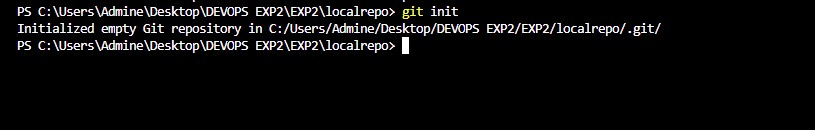 PS C:\Users\Admine\Desktop\DEVOPS EXP2\EXP2\localrepo> git init
Initialized empty Git repository in C:/Users/Admine/Desktop/DEVOPS EXP2/EXP2/localrepo/.git/
PS C:\Users\Admine\Desktop\DEVOPS EXP2\EXP2\localrepo>